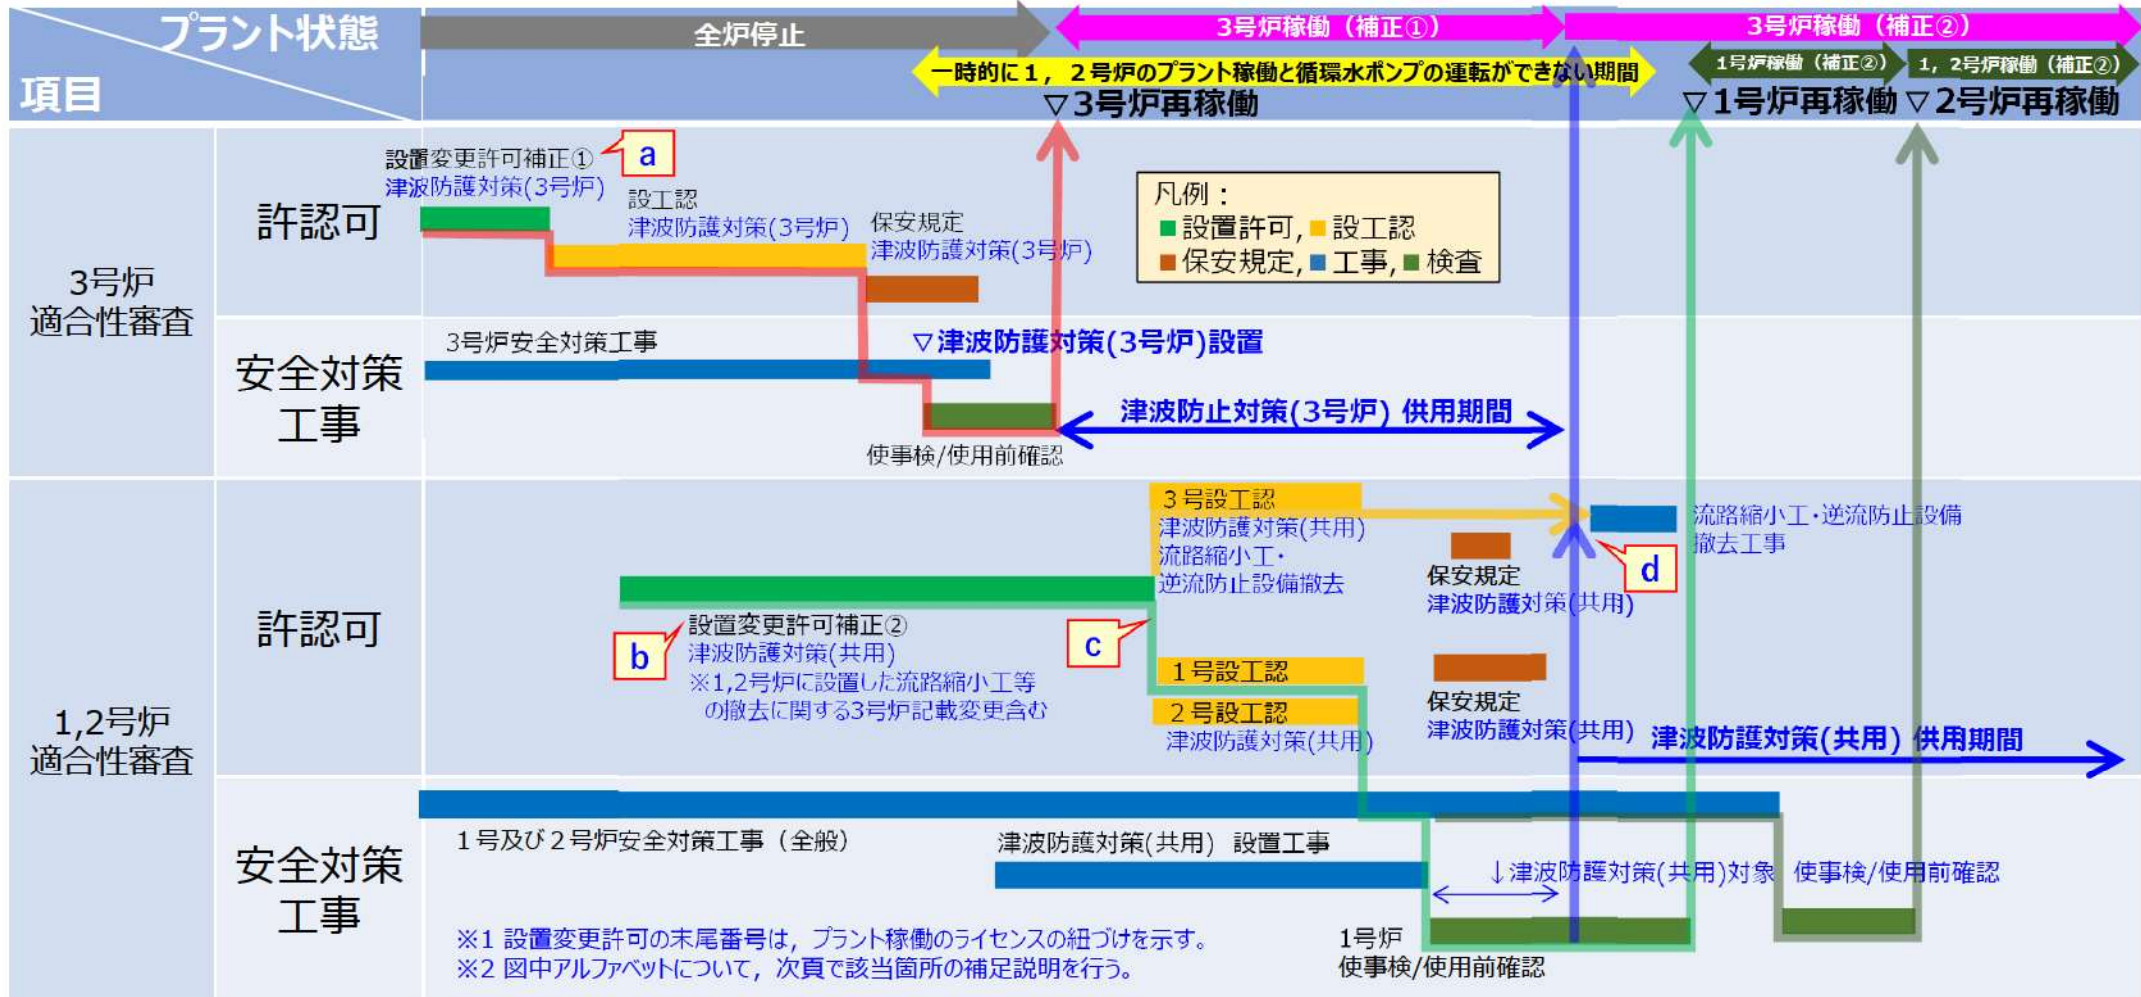 プラント状態
項目
全炉停止
3号炉稼働（補正①）
3号炉稼働（補正②）
一時的に１，２号炉のプラント稼働と循環水ポンプの運転ができない期間
1号炉稼働（補正②）
1，2号炉稼働（補正②）
▽3号炉再稼働
▽1号炉再稼働
▽2号炉再稼働
3号炉
適合性審査
許認可
設置変更許可補正①
津波防護対策(3号炉)
a
設工認
津波防護対策(3号炉)
保安規定
津波防護対策(3号炉)
凡例：
■設置許可,■設工認
■保安規定,■工事,■検査
安全対策
工事
3号炉安全対策工事
▽津波防護対策(3号炉)設置
津波防止対策(3号炉) 供用期間
使事検/使用前確認
1,2号炉
適合性審査
許認可
３号設工認
津波防護対策(共用)
流路縮小工・
逆流防止設備撤去
流路縮小工・逆流防止設備
撤去工事
d
保安規定
津波防護対策(共用)
b
設置変更許可補正②
津波防護対策(共用)
※1,2号炉に設置した流路縮小工等
の撤去に関する3号炉記載変更含む
c
１号設工認
２号設工認
津波防護対策(共用)
保安規定
津波防護対策(共用)
津波防護対策(共用) 供用期間
安全対策
工事
１号及び２号炉安全対策工事（全般）
津波防護対策(共用) 設置工事
↓津波防護対策(共用)対象 使事検/使用前確認
1号炉
使事検/使用前確認
※1 設置変更許可の末尾番号は，プラント稼働のライセンスの紐づけを示す。
※2 図中アルファベットについて，次頁で該当箇所の補足説明を行う。